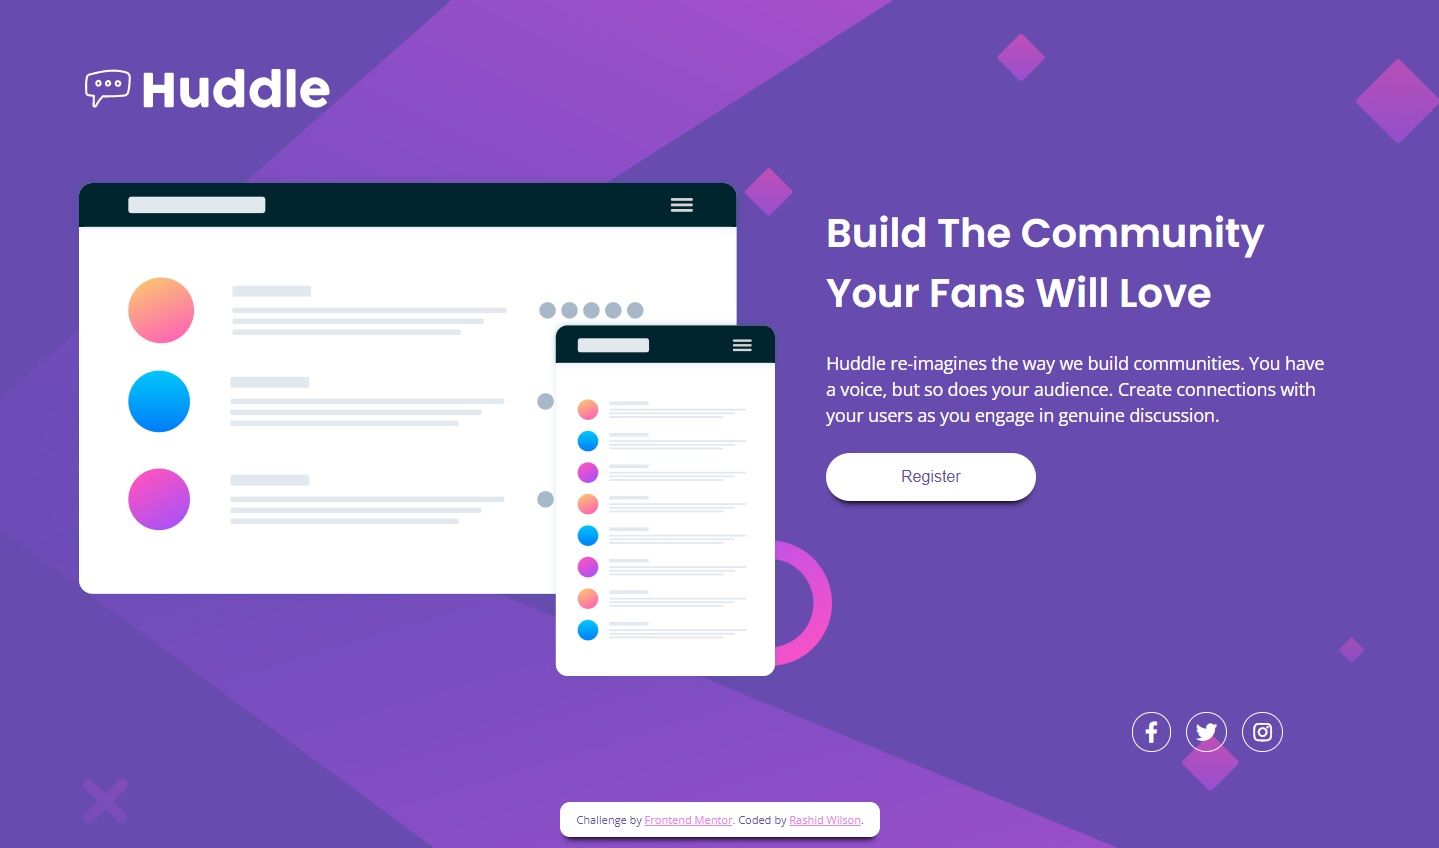 Huddle
Build The Community
Your Fans Will Love
Huddle re-imagines the way we build communities. You have
a voice, but so does your audience. Create connections with
your users as you engage in genuine discussion.
Register
Challenge by Frontend Mentor. Coded by Rashid Wilson.